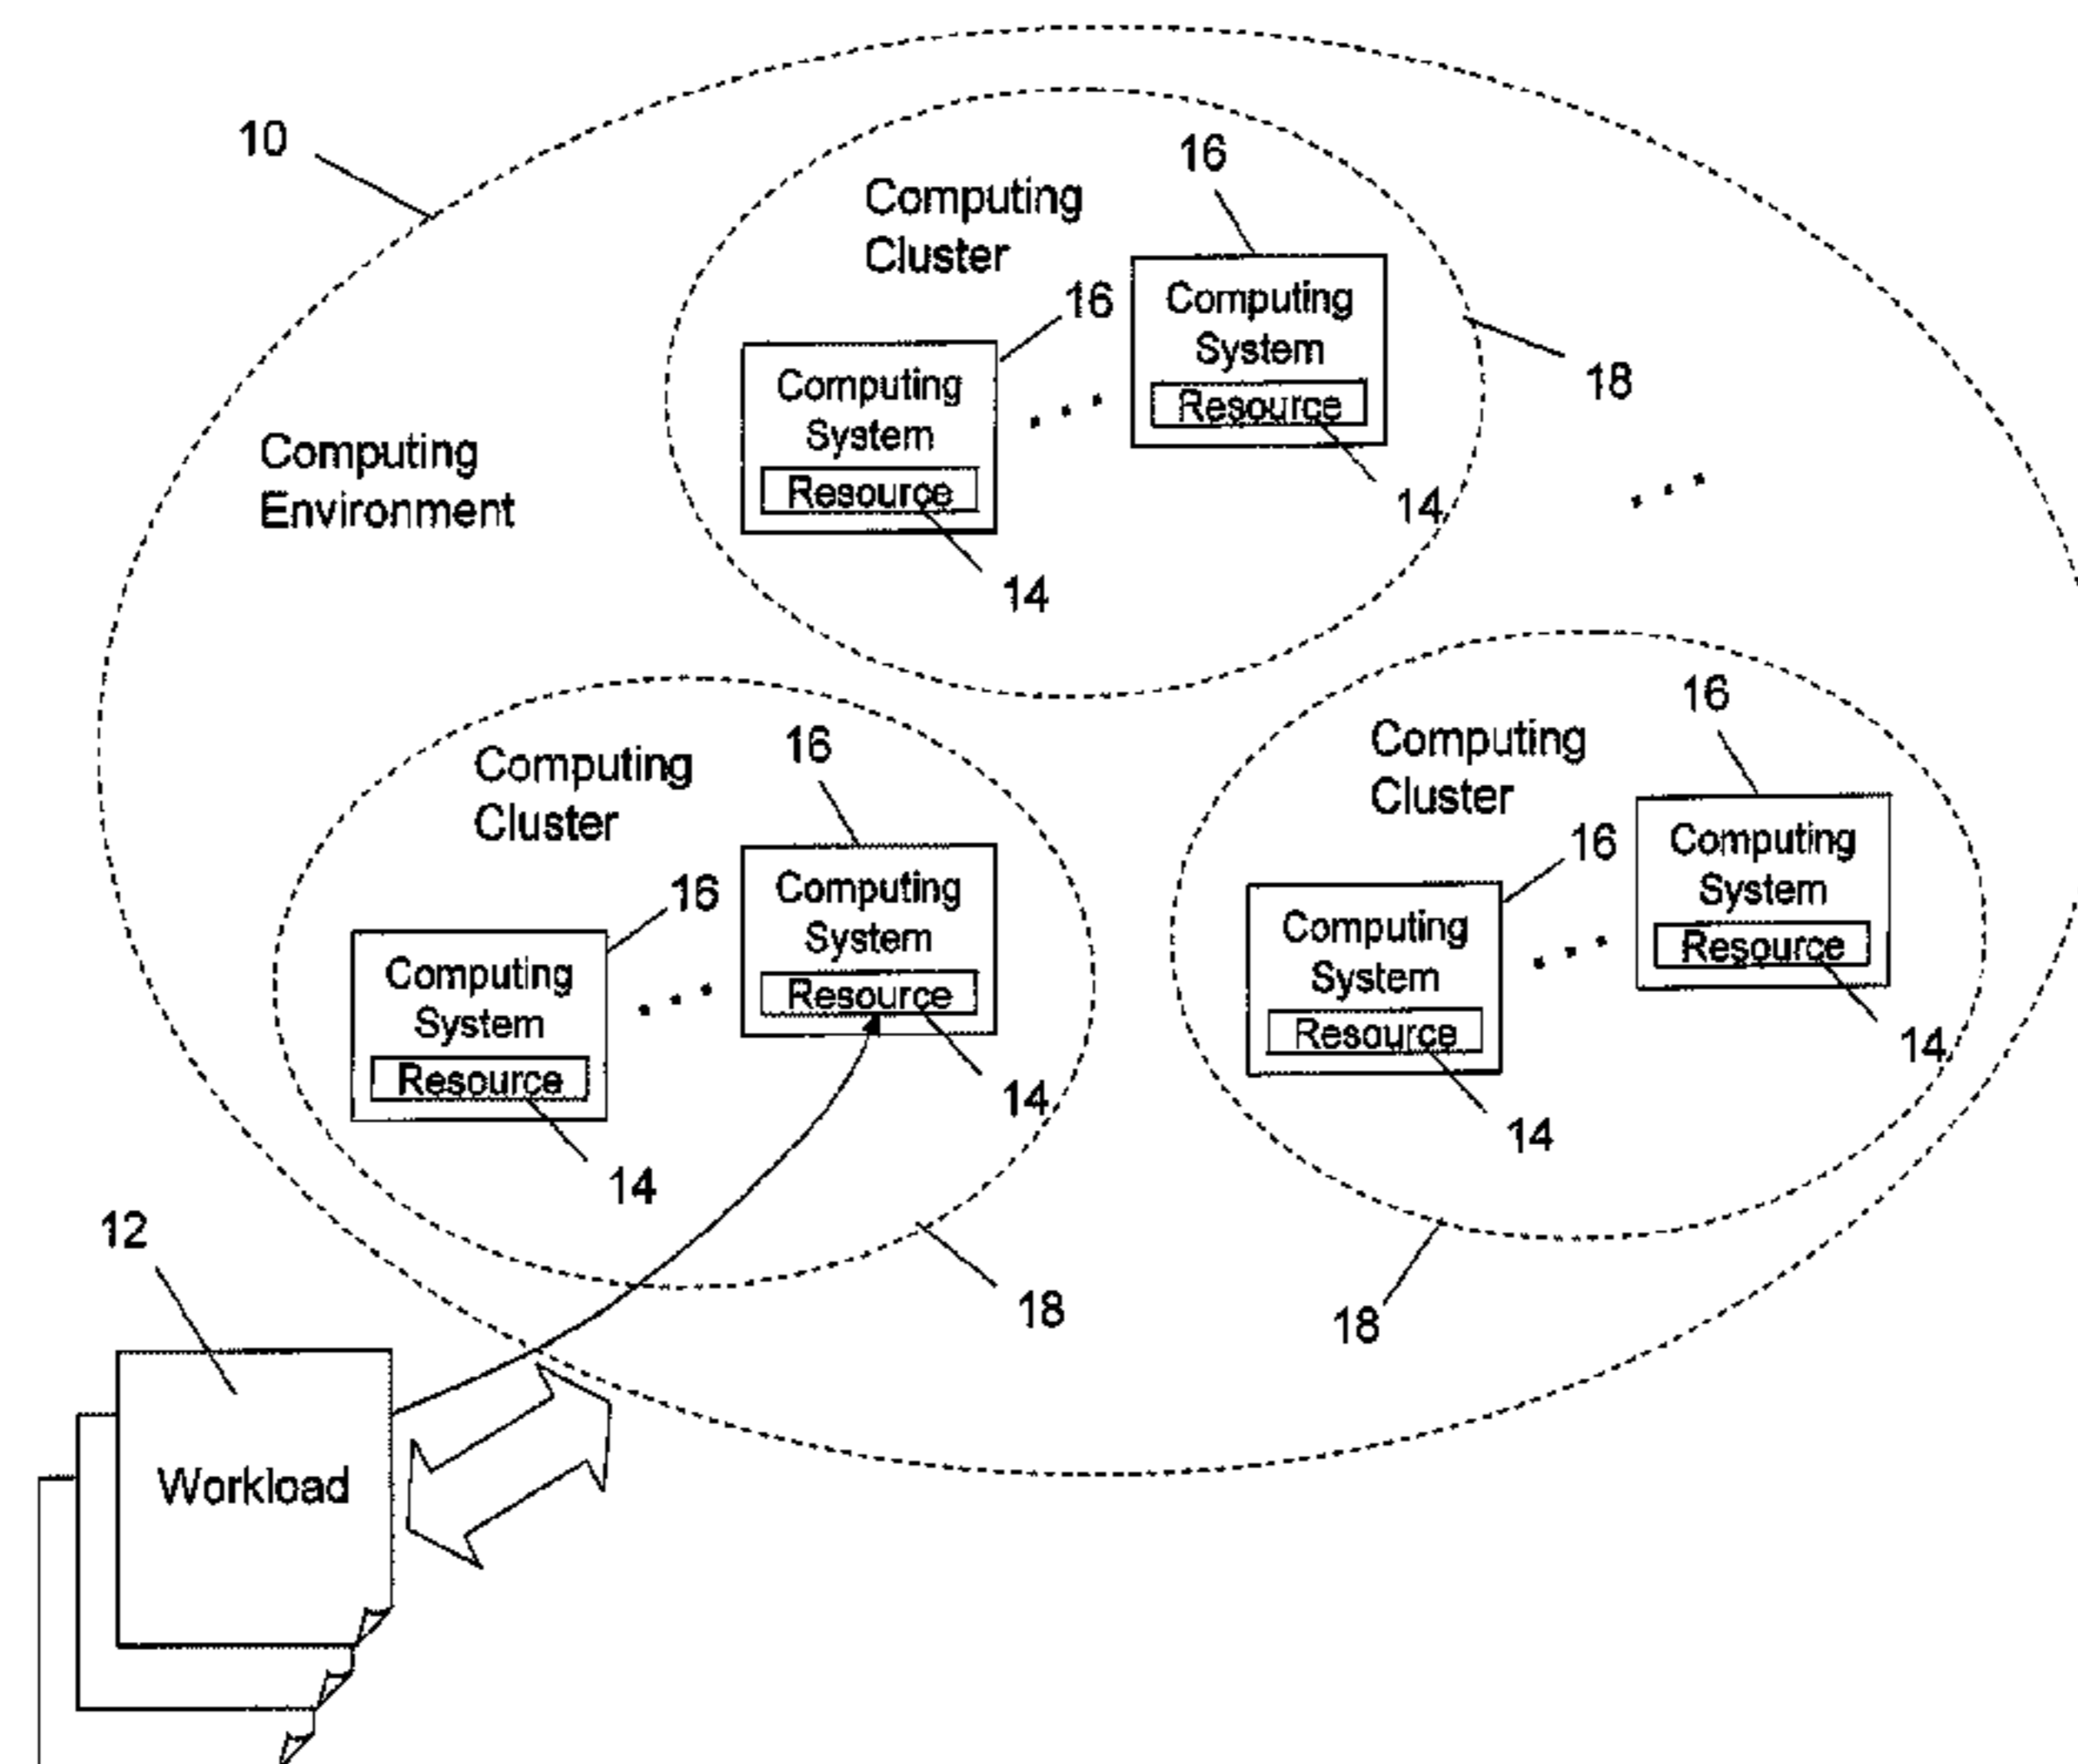 10
Computing
Environment
Computing
Cluster
16
Computing
System
Resource
14
16
Computing
System
Resource
14
18
Computing
Cluster
16
Computing
System
Resource
14
16
Computing
System
Resource
14
18
Computing
Cluster
16
Computing
System
Resource
14
16
Computing
System
Resource
14
18
12
Workload